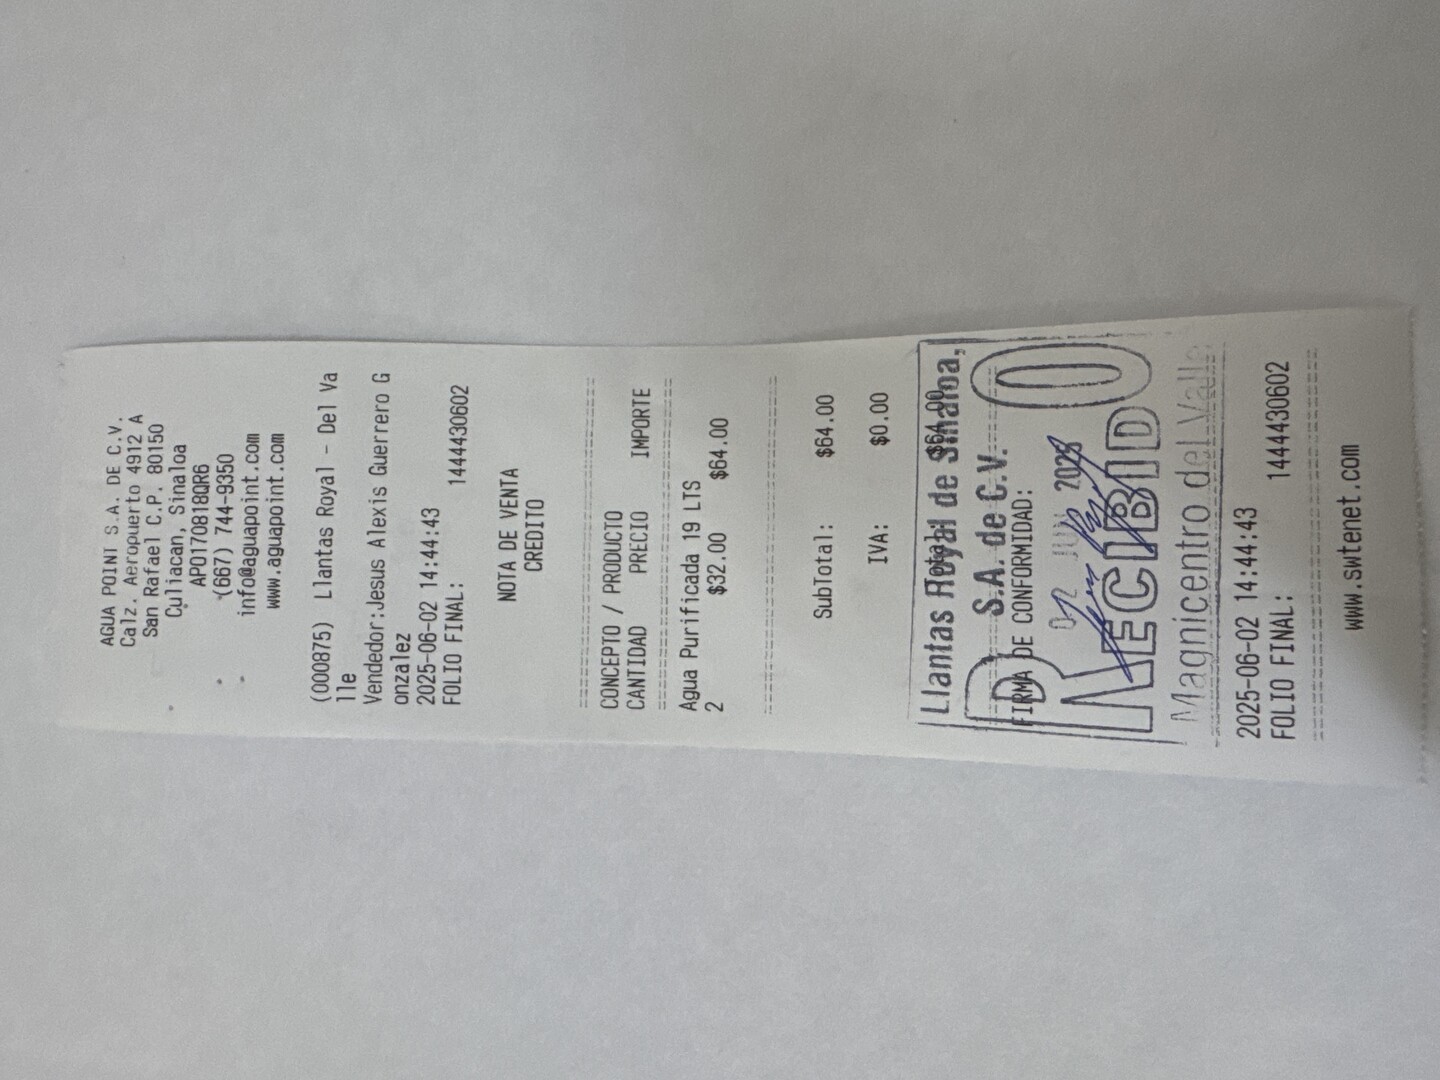 AGUA POINT S.A. DE C.V.
Calz. Aeropuerto 4912 A
San Rafael C.P. 80150
Culiacan, Sinaloa
APO170818QR6
(667) 744-9350
info@aguapoint.com
www.aguapoint.com
(000875) Llantas Royal - Del Va
lle
Vendedor:Jesus Alexis Guerrero G
onzalez
2025-06-02 14:44:43
FOLIO FINAL: 1444430602
NOTA DE VENTA
CREDITO
CONCEPTO / PRODUCTO
CANTIDAD PRECIO IMPORTE
Agua Purificada 19 LTS
2 $32.00 $64.00
SubTotal: $64.00
IVA: $0.00
$64.00
Llantas Royal de Sinaloa,
S.A. de C.V.
FIRMA DE CONFORMIDAD:
02 JUN 2025
RECIBIDO
Magnicentro del Valle
2025-06-02 14:44:43
FOLIO FINAL: 1444430602
www.swtenet.com